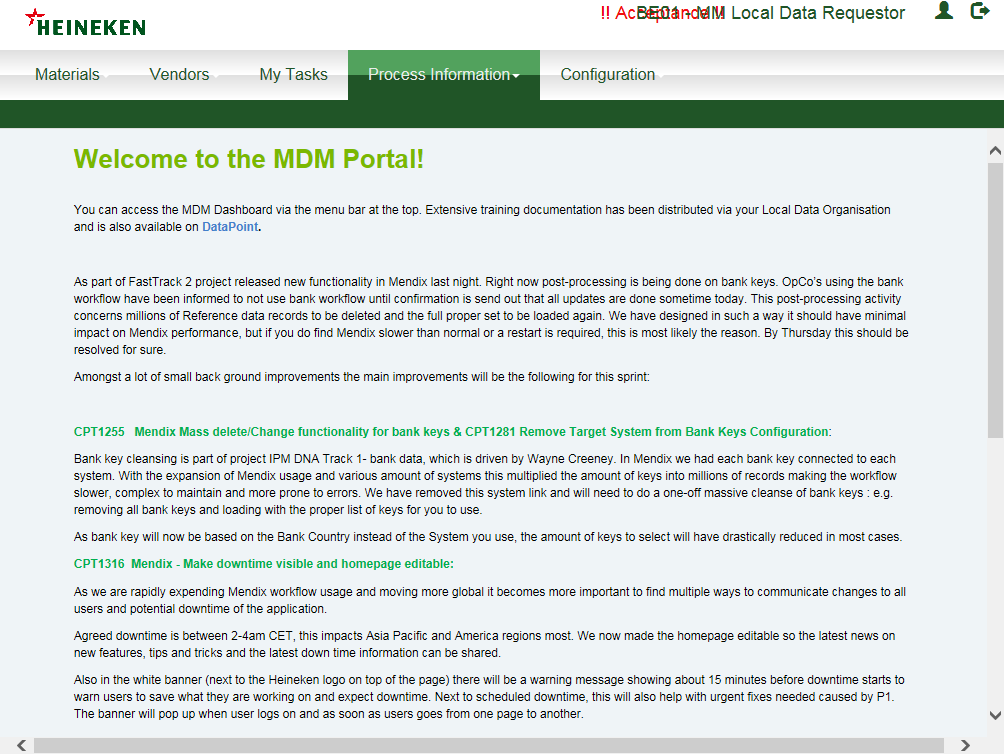 HEINEKEN
!! Acceptance !!
BE01 - MM Local Data Requestor
Materials
Vendors
My Tasks
Process Information
Configuration
Welcome to the MDM Portal!
You can access the MDM Dashboard via the menu bar at the top. Extensive training documentation has been distributed via your Local Data Organisation
and is also available on DataPoint.
As part of FastTrack 2 project released new functionality in Mendix last night. Right now post-processing is being done on bank keys. OpCo's using the bank
workflow have been informed to not use bank workflow until confirmation is send out that all updates are done sometime today. This post-processing activity
concerns millions of Reference data records to be deleted and the full proper set to be loaded again. We have designed in such a way it should have minimal
impact on Mendix performance, but if you do find Mendix slower than normal or a restart is required, this is most likely the reason. By Thursday this should be
resolved for sure.
Amongst a lot of small back ground improvements the main improvements will be the following for this sprint:
CPT1255 Mendix Mass delete/Change functionality for bank keys & CPT1281 Remove Target System from Bank Keys Configuration:
Bank key cleansing is part of project IPM DNA Track 1- bank data, which is driven by Wayne Creeney. In Mendix we had each bank key connected to each
system. With the expansion of Mendix usage and various amount of systems this multiplied the amount of keys into millions of records making the workflow
slower, complex to maintain and more prone to errors. We have removed this system link and will need to do a one-off massive cleanse of bank keys : e.g.
removing all bank keys and loading with the proper list of keys for you to use.
As bank key will now be based on the Bank Country instead of the System you use, the amount of keys to select will have drastically reduced in most cases.
CPT1316 Mendix - Make downtime visible and homepage editable:
As we are rapidly expending Mendix workflow usage and moving more global it becomes more important to find multiple ways to communicate changes to all
users and potential downtime of the application.
Agreed downtime is between 2-4am CET, this impacts Asia Pacific and America regions most. We now made the homepage editable so the latest news on
new features, tips and tricks and the latest down time information can be shared.
Also in the white banner (next to the Heineken logo on top of the page) there will be a warning message showing about 15 minutes before downtime starts to
warn users to save what they are working on and expect downtime. Next to scheduled downtime, this will also help with urgent fixes needed caused by P1.
The banner will pop up when user logs on and as soon as users goes from one page to another.